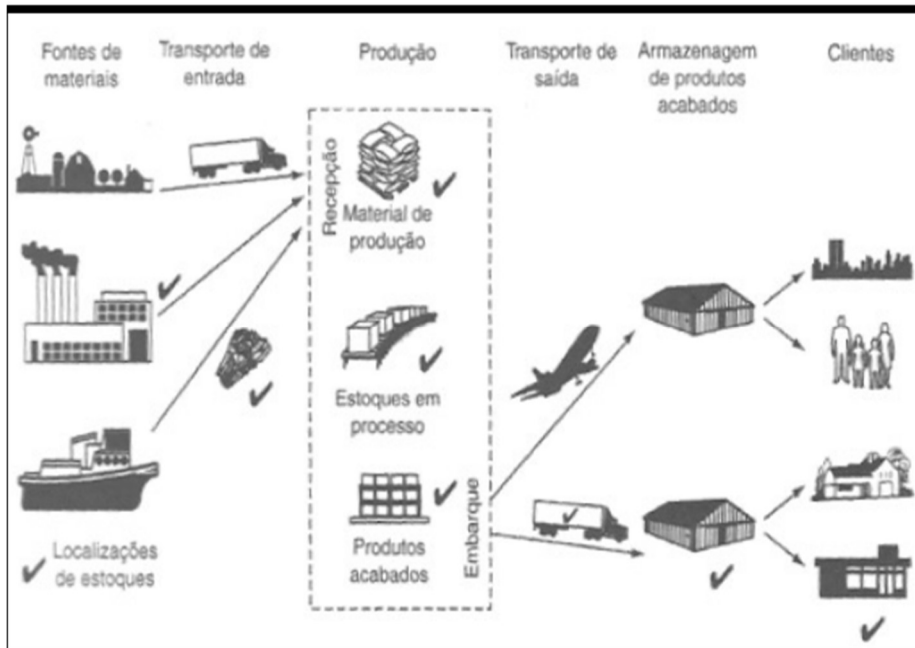 Fontes de
materiais
Transporte de
entrada
Produção
Transporte de
saída
Armazenagem
de produtos
acabados
Clientes
Recepção
Material de
produção
Estoques em
processo
Produtos
acabados
Embarque
Localizações
de estoques